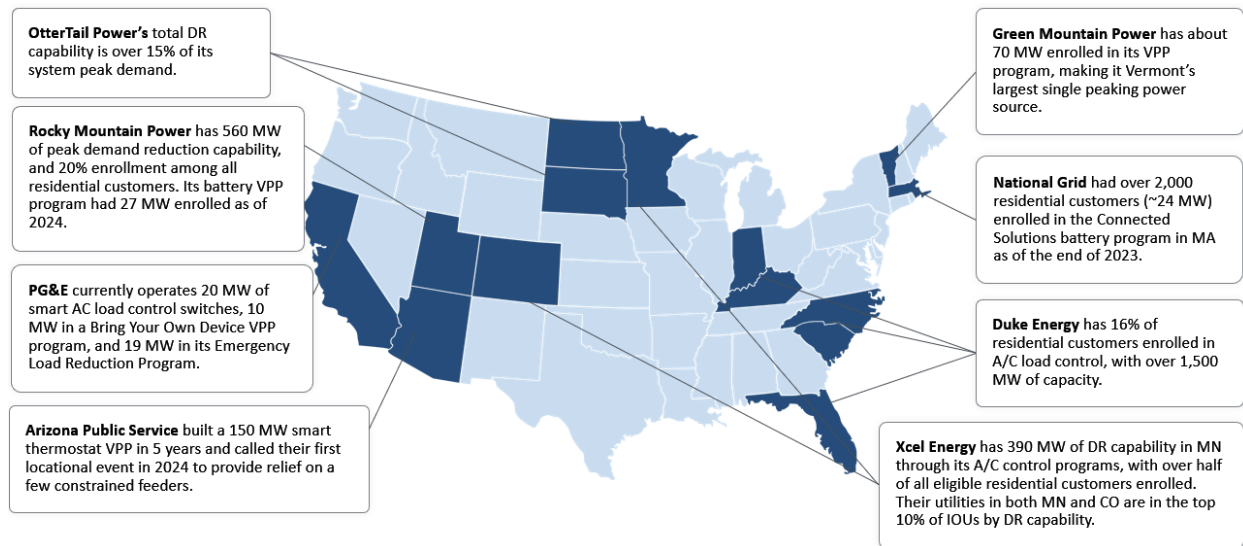 OtterTail Power's total DR
capability is over 15% of its
system peak demand.
Rocky Mountain Power has 560 MW
of peak demand reduction capability,
and 20% enrollment among all
residential customers. Its battery VPP
program had 27 MW enrolled as of
2024.
PG&E currently operates 20 MW of
smart AC load control switches, 10
MW in a Bring Your Own Device VPP
program, and 19 MW in its Emergency
Load Reduction Program.
Arizona Public Service built a 150 MW smart
thermostat VPP in 5 years and called their first
locational event in 2024 to provide relief on a
few constrained feeders.
Green Mountain Power has about
70 MW enrolled in its VPP
program, making it Vermont's
largest single peaking power
source.
National Grid had over 2,000
residential customers (~24 MW)
enrolled in the Connected
Solutions battery program in MA
as of the end of 2023.
Duke Energy has 16% of
residential customers enrolled in
A/C load control, with over 1,500
MW of capacity.
Xcel Energy has 390 MW of DR capability in MN
through its A/C control programs, with over half
of all eligible residential customers enrolled.
Their utilities in both MN and CO are in the top
10% of IOUs by DR capability.